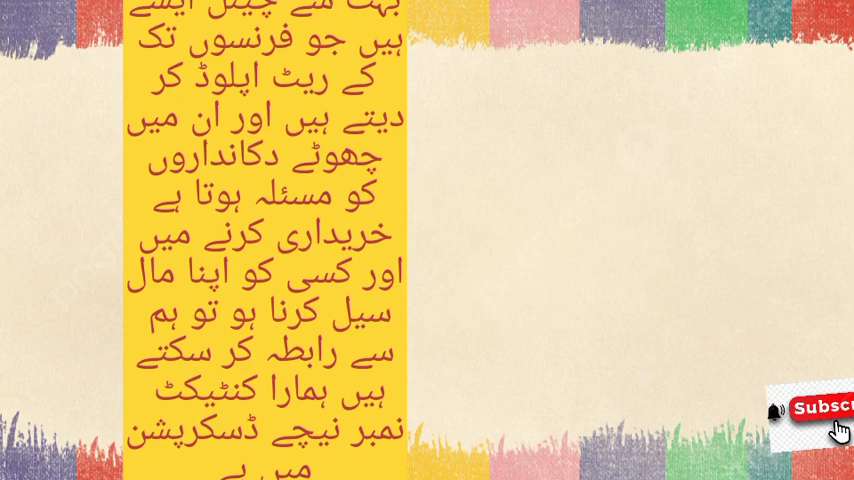 بہت سے چینل ایسے
ہیں جو فرنسوں تک
کے ریٹ اپلوڈ کر
دیتے ہیں اور ان میں
چھوٹے دکانداروں
کو مسئلہ ہوتا ہے
خریداری کرنے میں
اور کسی کو اپنا مال
سیل کرنا ہو تو ہم
سے رابطہ کر سکتے
ہیں ہمارا کنٹیکٹ
نمبر نیچے ڈسکرپشن
میں ہے
Subscr